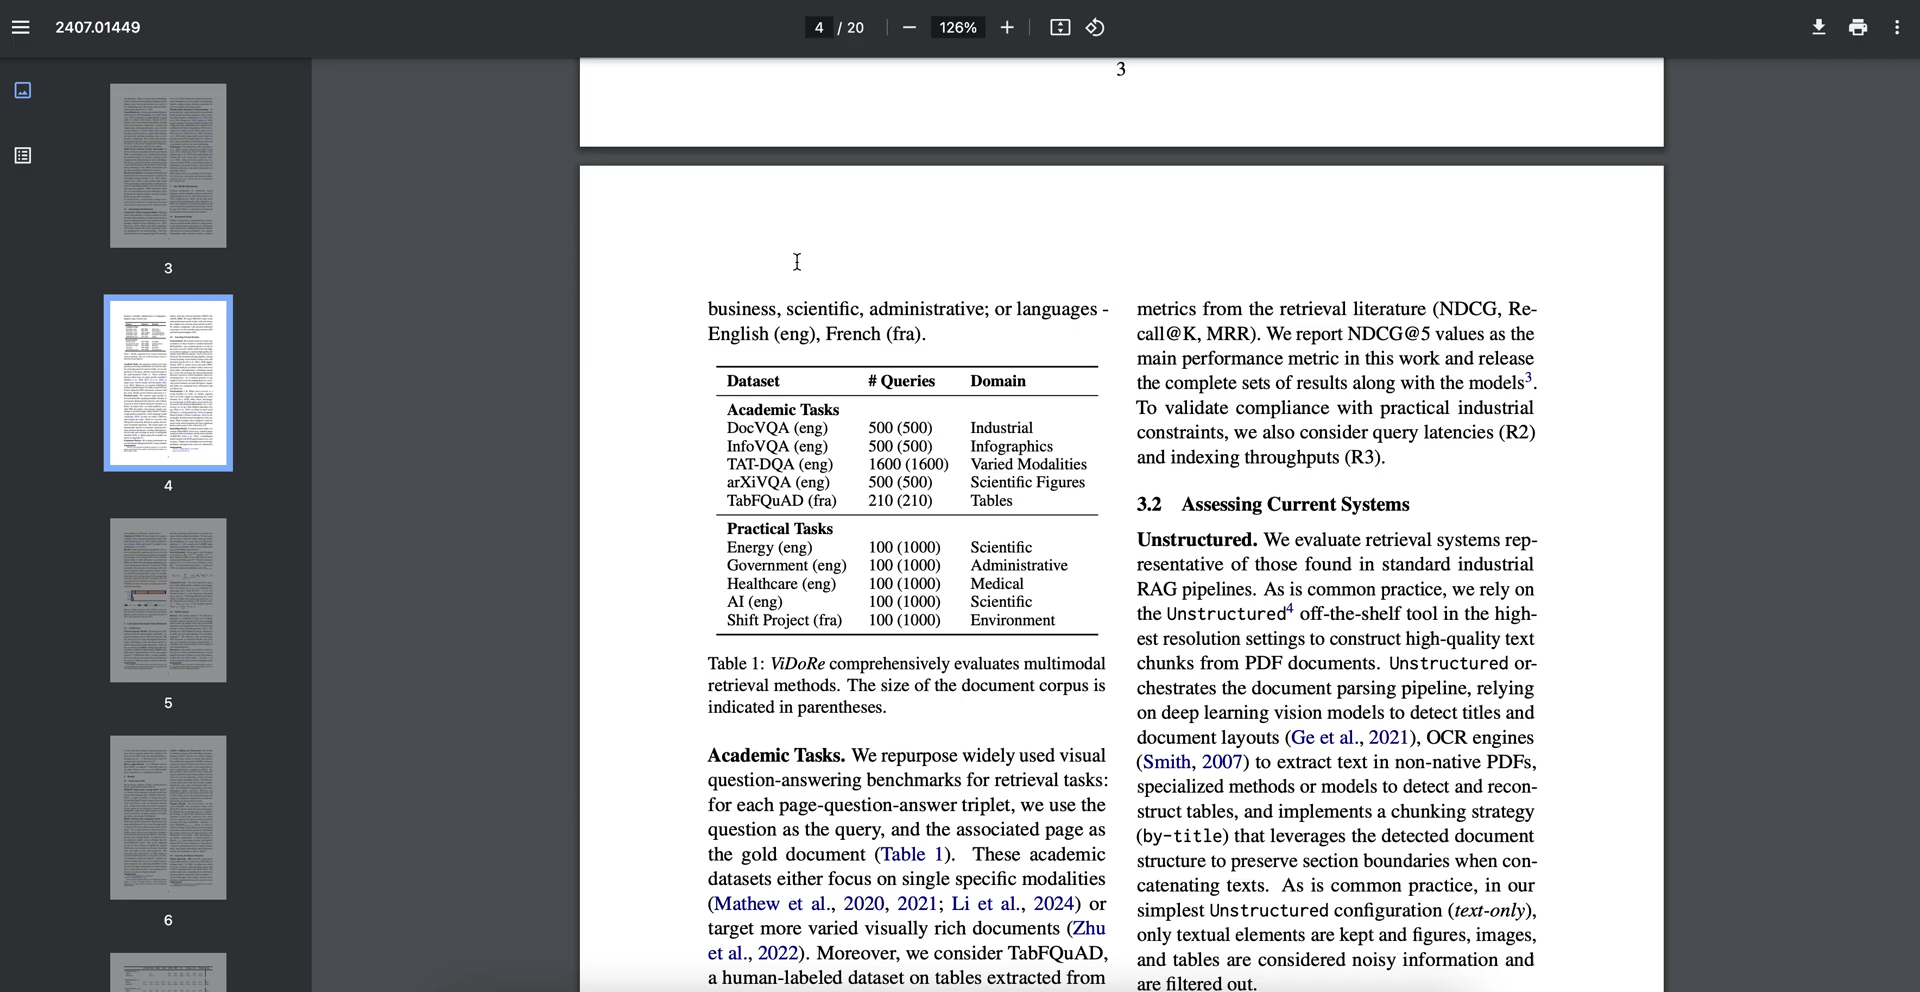 2407.01449
4 / 20
126%
3
4
5
6
3
business, scientific, administrative; or languages -
English (eng), French (fra).
Dataset # Queries Domain
Academic Tasks
DocVQA (eng) 500 (500) Industrial
InfoVQA (eng) 500 (500) Infographics
TAT-DQA (eng) 1600 (1600) Varied Modalities
arXiVQA (eng) 500 (500) Scientific Figures
TabFQuAD (fra) 210 (210) Tables
Practical Tasks
Energy (eng) 100 (1000) Scientific
Government (eng) 100 (1000) Administrative
Healthcare (eng) 100 (1000) Medical
AI (eng) 100 (1000) Scientific
Shift Project (fra) 100 (1000) Environment
Table 1: ViDoRe comprehensively evaluates multimodal
retrieval methods. The size of the document corpus is
indicated in parentheses.
Academic Tasks. We repurpose widely used visual
question-answering benchmarks for retrieval tasks:
for each page-question-answer triplet, we use the
question as the query, and the associated page as
the gold document (Table 1). These academic
datasets either focus on single specific modalities
(Mathew et al., 2020, 2021; Li et al., 2024) or
target more varied visually rich documents (Zhu
et al., 2022). Moreover, we consider TabFQuAD,
a human-labeled dataset on tables extracted from
metrics from the retrieval literature (NDCG, Re-
call@K, MRR). We report NDCG@5 values as the
main performance metric in this work and release
the complete sets of results along with the models3.
To validate compliance with practical industrial
constraints, we also consider query latencies (R2)
and indexing throughputs (R3).
3.2 Assessing Current Systems
Unstructured. We evaluate retrieval systems rep-
resentative of those found in standard industrial
RAG pipelines. As is common practice, we rely on
the Unstructured4 off-the-shelf tool in the high-
est resolution settings to construct high-quality text
chunks from PDF documents. Unstructured or-
chestrates the document parsing pipeline, relying
on deep learning vision models to detect titles and
document layouts (Ge et al., 2021), OCR engines
(Smith, 2007) to extract text in non-native PDFs,
specialized methods or models to detect and recon-
struct tables, and implements a chunking strategy
(by-title) that leverages the detected document
structure to preserve section boundaries when con-
catenating texts. As is common practice, in our
simplest Unstructured configuration (text-only),
only textual elements are kept and figures, images,
and tables are considered noisy information and
are filtered out.